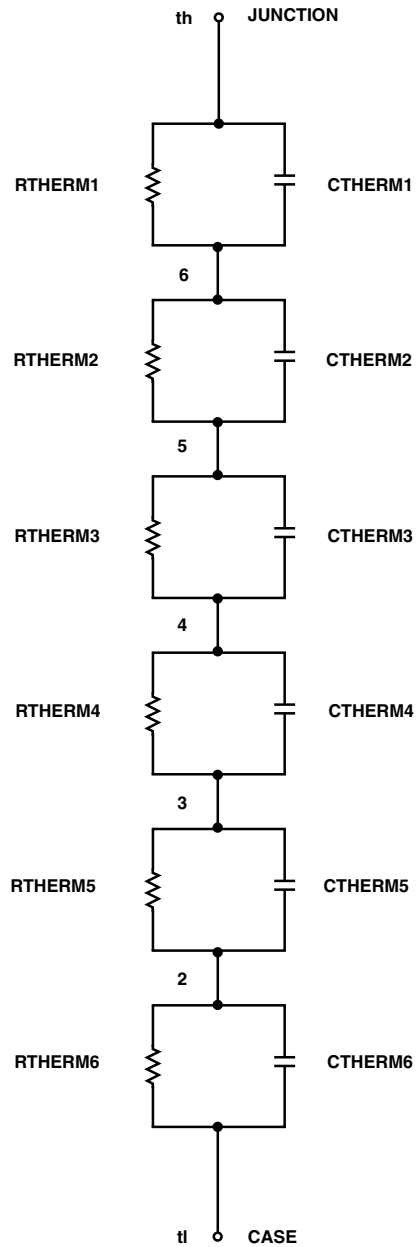 th JUNCTION
RTHERM1 CTHERM1
6
RTHERM2 CTHERM2
5
RTHERM3 CTHERM3
4
RTHERM4 CTHERM4
3
RTHERM5 CTHERM5
2
RTHERM6 CTHERM6
tl CASE